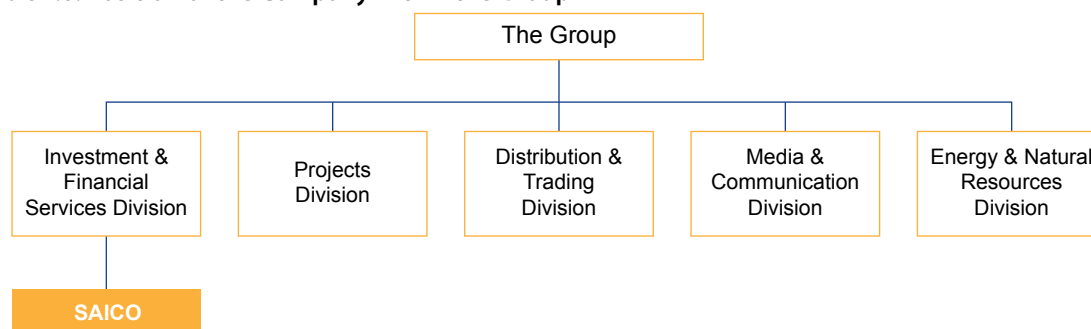 The Group
Investment &
Financial
Services Division
Projects
Division
Distribution &
Trading
Division
Media &
Communication
Division
Energy & Natural
Resources
Division
SAICO